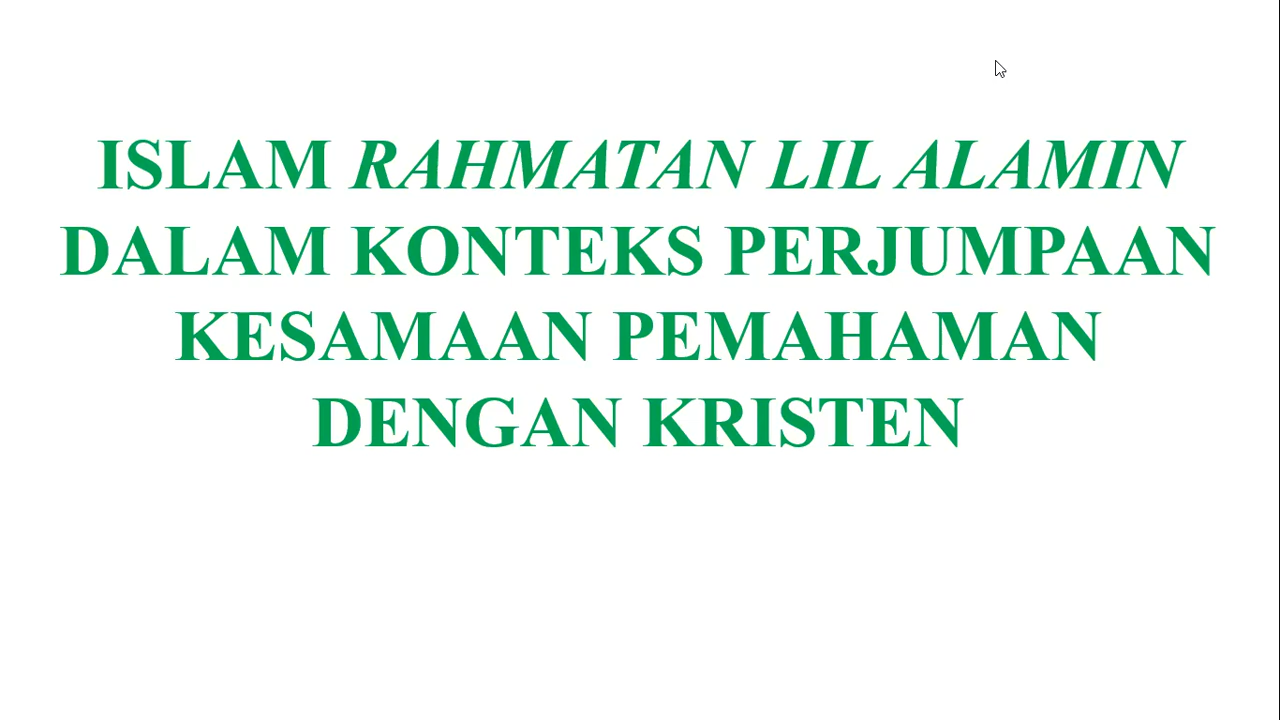 ISLAM RAHMATAN LIL ALAMIN
DALAM KONTEKS PERJUMPAAN
KESAMAAN PEMAHAMAN
DENGAN KRISTEN